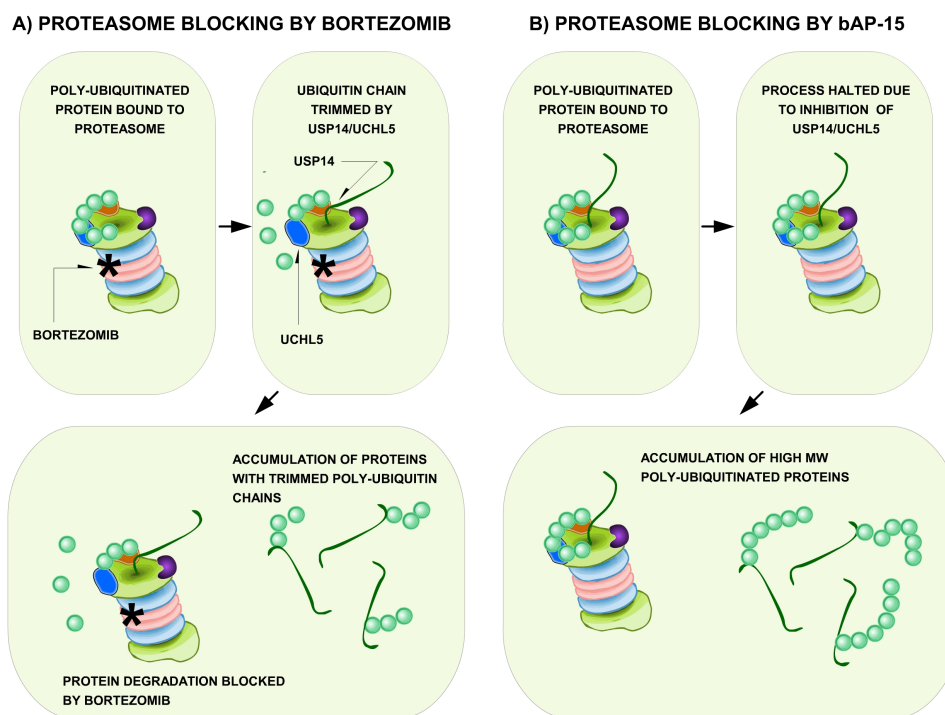 A) PROTEASOME BLOCKING BY BORTEZOMIB
POLY-UBIQUITINATED
PROTEIN BOUND TO
PROTEASOME
BORTEZOMIB
UBIQUITIN CHAIN
TRIMMED BY
USP14/UCHL5
USP14
UCHL5
ACCUMULATION OF PROTEINS
WITH TRIMMED POLY-UBIQUITIN
CHAINS
PROTEIN DEGRADATION BLOCKED
BY BORTEZOMIB
B) PROTEASOME BLOCKING BY bAP-15
POLY-UBIQUITINATED
PROTEIN BOUND TO
PROTEASOME
PROCESS HALTED DUE
TO INHIBITION OF
USP14/UCHL5
ACCUMULATION OF HIGH MW
POLY-UBIQUITINATED PROTEINS